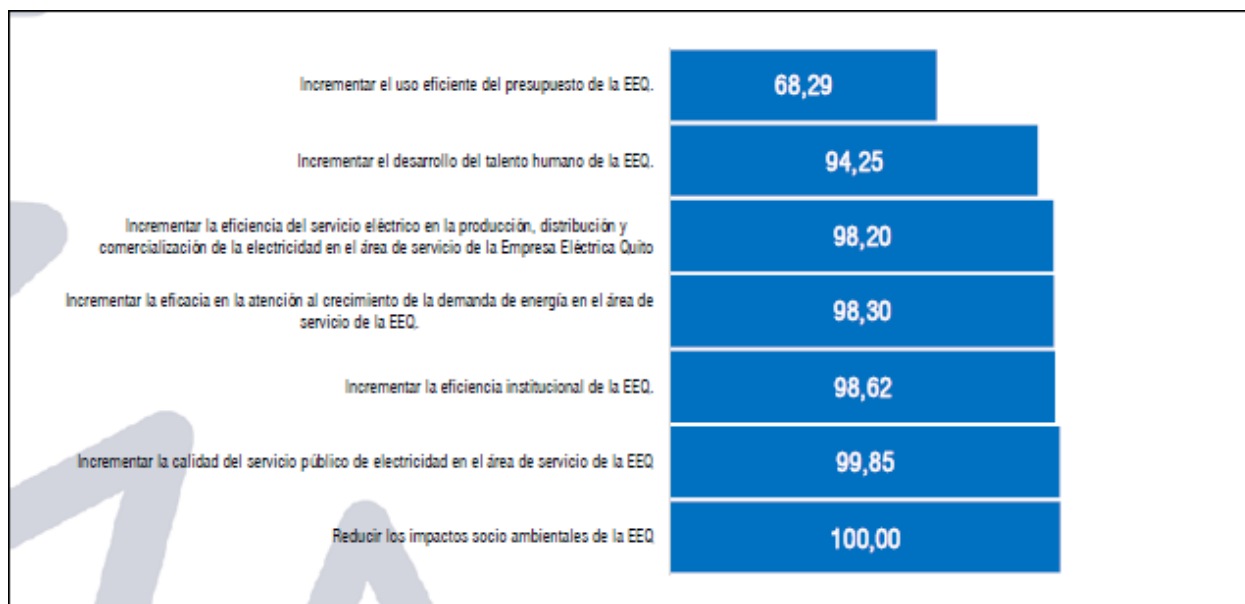 Incrementar el uso eficiente del presupuesto de la EEQ.
68,29
Incrementar el desarrollo del talento humano de la EEQ.
94,25
Incrementar la eficiencia del servicio eléctrico en la producción, distribución y
comercialización de la electricidad en el área de servicio de la Empresa Eléctrica Quito
98,20
Incrementar la eficacia en la atención al crecimiento de la demanda de energía en el área de
servicio de la EEQ.
98,30
Incrementar la eficiencia institucional de la EEQ.
98,62
Incrementar la calidad del servicio público de electricidad en el área de servicio de la EEQ
99,85
Reducir los impactos socio ambientales de la EEQ
100,00